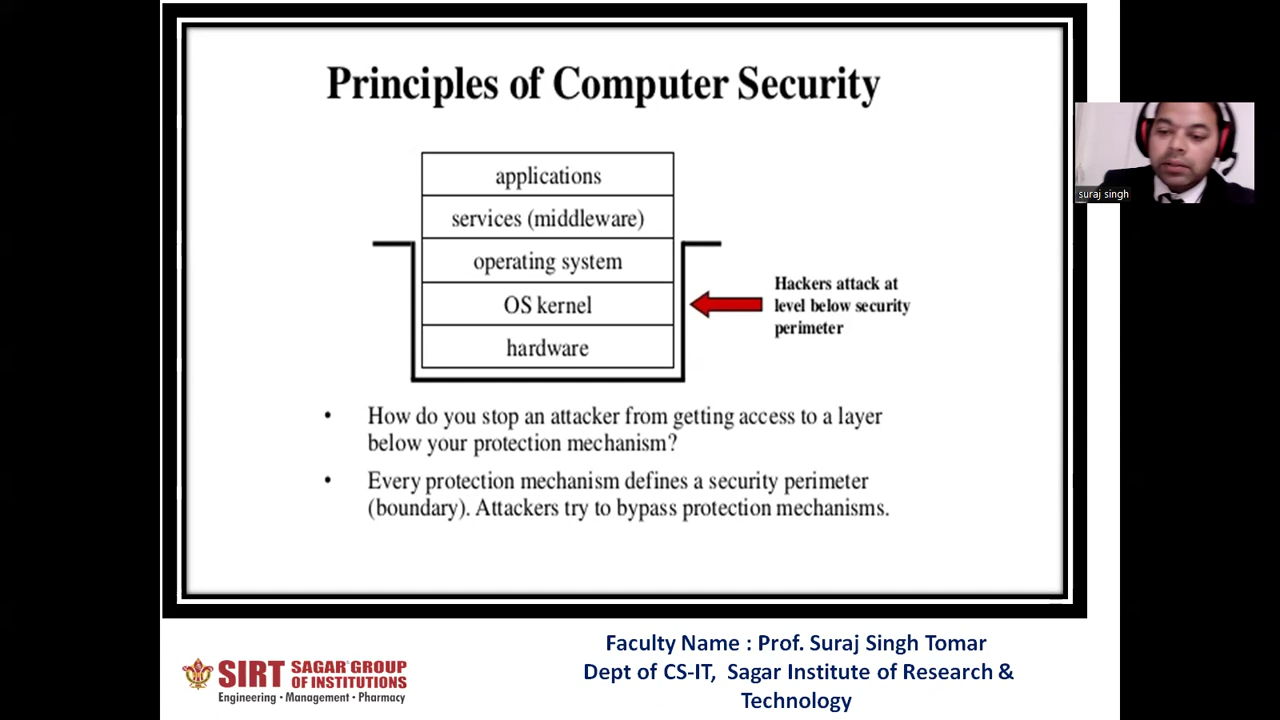 Principles of Computer Security
applications
services (middleware)
operating system
OS kernel
hardware
Hackers attack at
level below security
perimeter
• How do you stop an attacker from getting access to a layer
below your protection mechanism?
• Every protection mechanism defines a security perimeter
(boundary). Attackers try to bypass protection mechanisms.
suraj singh
SIRT SAGAR GROUP
OF INSTITUTIONS
Engineering • Management • Pharmacy
Faculty Name : Prof. Suraj Singh Tomar
Dept of CS-IT, Sagar Institute of Research &
Technology